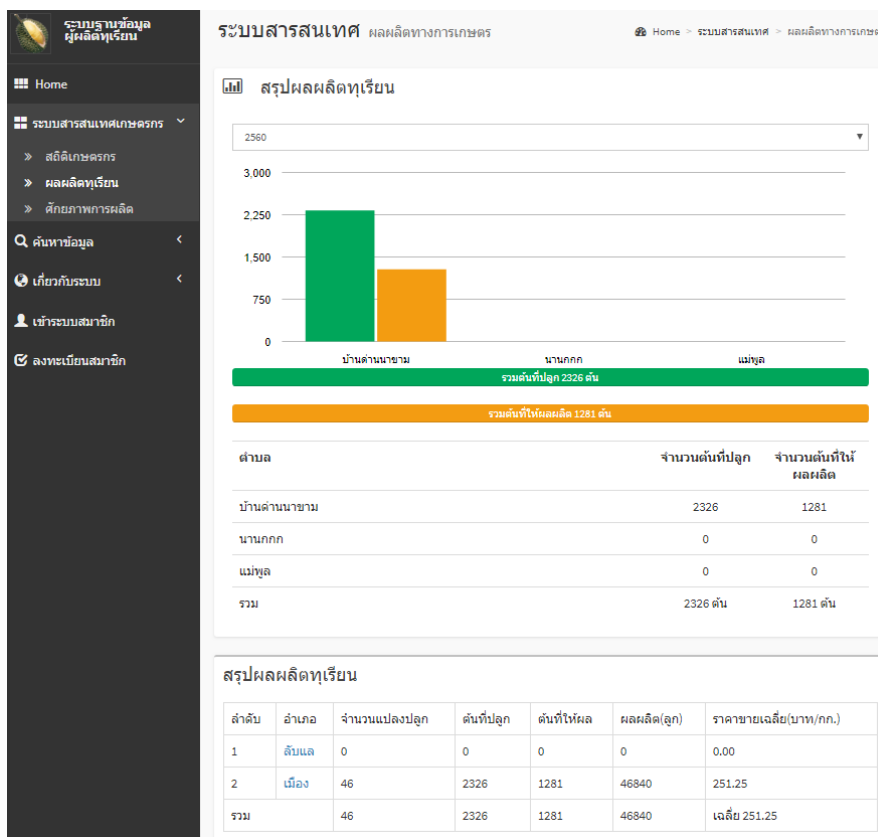 ระบบฐานข้อมูล
ผู้ผลิตทุเรียน
Home
ระบบสารสนเทศเกษตรกร
สถิติเกษตรกร
ผลผลิตทุเรียน
ศักยภาพการผลิต
ค้นหาข้อมูล
เกี่ยวกับระบบ
เข้าระบบสมาชิก
ลงทะเบียนสมาชิก
ระบบสารสนเทศ ผลผลิตทางการเกษตร
Home > ระบบสารสนเทศ > ผลผลิตทางการเกษต
สรุปผลผลิตทุเรียน
2560
3,000
2,250
1,500
750
0
บ้านด่านนาขาม นานกกก แม่พูล
รวมต้นที่ปลูก 2326 ต้น
รวมต้นที่ให้ผลผลิต 1281 ต้น
ตำบล จำนวนต้นที่ปลูก จำนวนต้นที่ให้
ผลผลิต
บ้านด่านนาขาม 2326 1281
นานกกก 0 0
แม่พูล 0 0
รวม 2326 ต้น 1281 ต้น
สรุปผลผลิตทุเรียน
ลำดับ อำเภอ จำนวนแปลงปลูก ต้นที่ปลูก ต้นที่ให้ผล ผลผลิต(ลูก) ราคาขายเฉลี่ย(บาท/กก.)
1 ลับแล 0 0 0 0 0.00
2 เมือง 46 2326 1281 46840 251.25
รวม 46 2326 1281 46840 เฉลี่ย 251.25